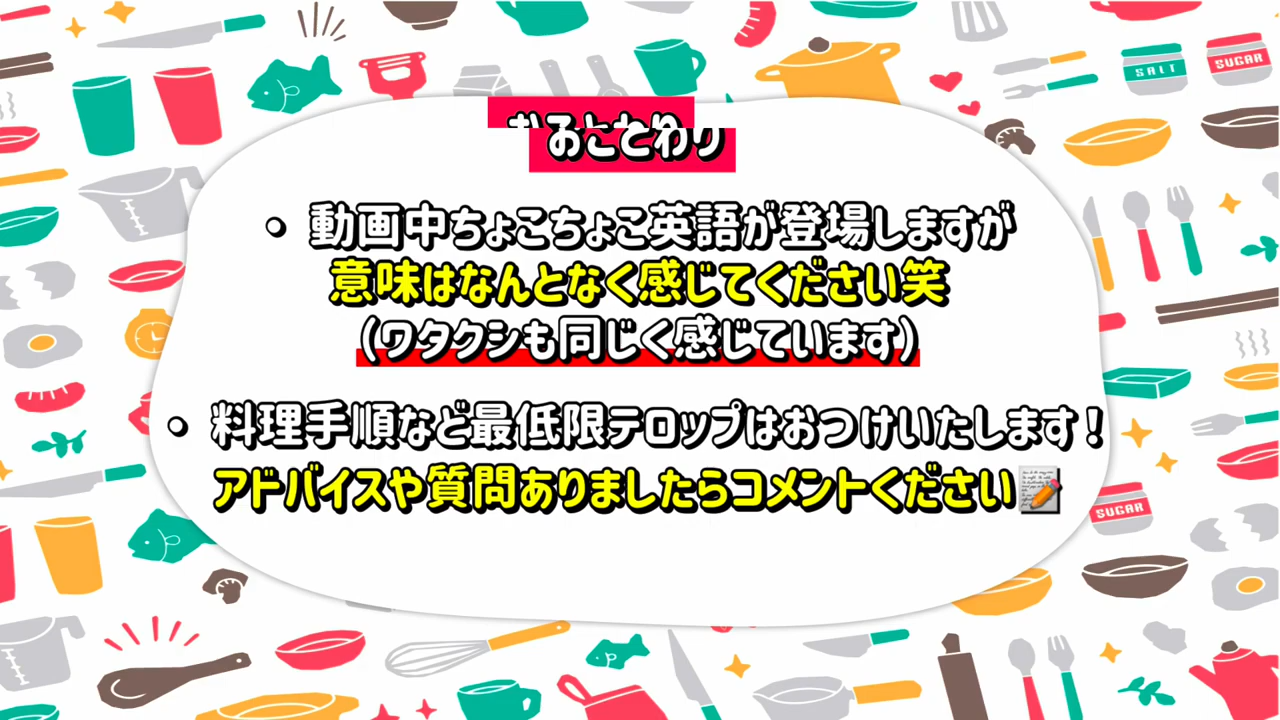 おことわり
• 動画中ちょこちょこ英語が登場しますが
意味はなんとなく感じてください笑
(ワタクシも同じく感じています)
• 料理手順など最低限テロップはおつけいたします!
アドバイスや質問ありましたらコメントください📝
SALT
SUGAR
SUGAR